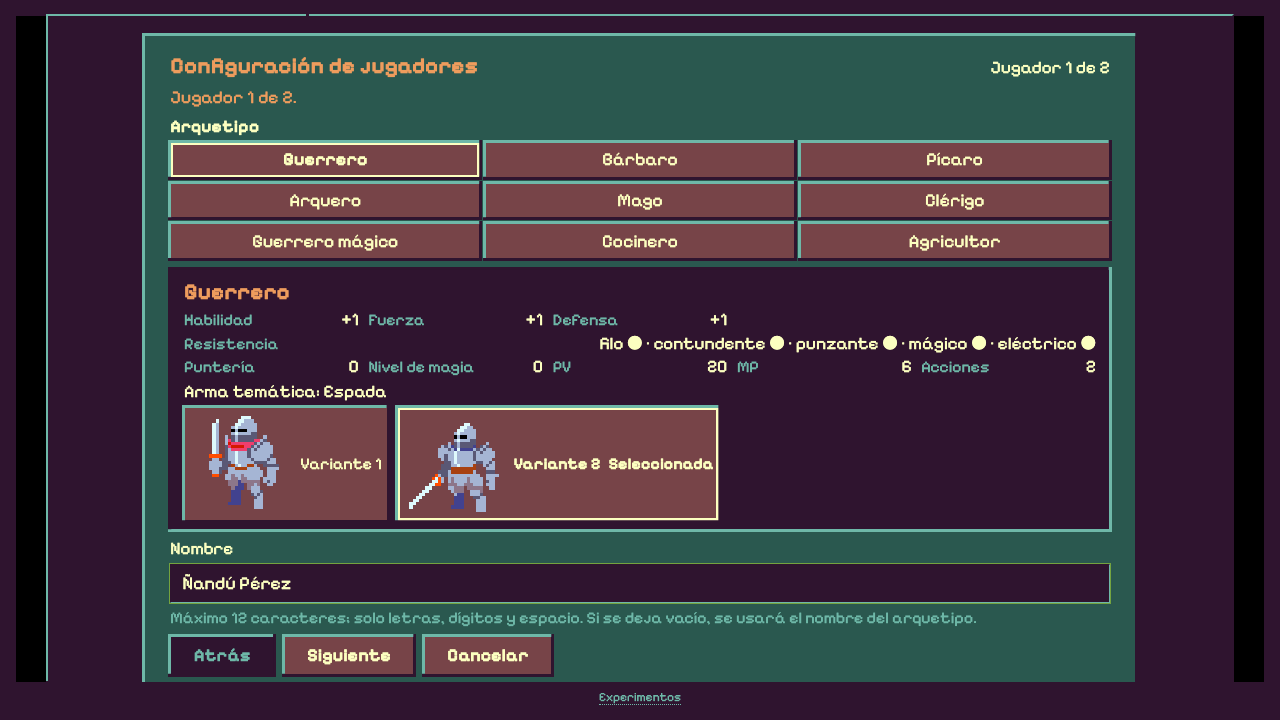 Configuración de jugadores
Jugador 1 de 2
Jugador 1 de 2.
Arquetipo
Guerrero
Bárbaro
Pícaro
Arquero
Mago
Clérigo
Guerrero mágico
Cocinero
Agricultor
Guerrero
Habilidad +1 Fuerza +1 Defensa +1
Resistencia filo · contundente · punzante · mágico · eléctrico
Puntería 0 Nivel de magia 0 PV 20 MP 6 Acciones 2
Arma temática: Espada
Variante 1
Variante 2 Seleccionada
Nombre
Ñandú Pérez
Máximo 12 caracteres: solo letras, dígitos y espacio. Si se deja vacío, se usará el nombre del arquetipo.
Atrás
Siguiente
Cancelar
Experimentos